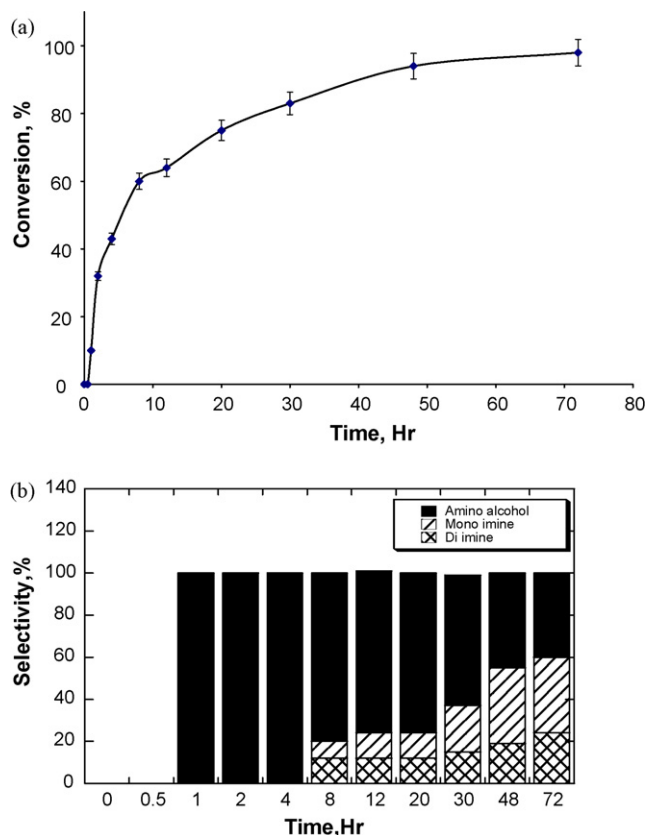 (a)
100
80
60
40
20
0
Conversion, %
0 10 20 30 40 50 60 70 80
Time, Hr
(b)
140
120
100
80
60
40
20
0
Selectivity,%
Amino alcohol
Mono imine
Di imine
0 0.5 1 2 4 8 12 20 30 48 72
Time,Hr